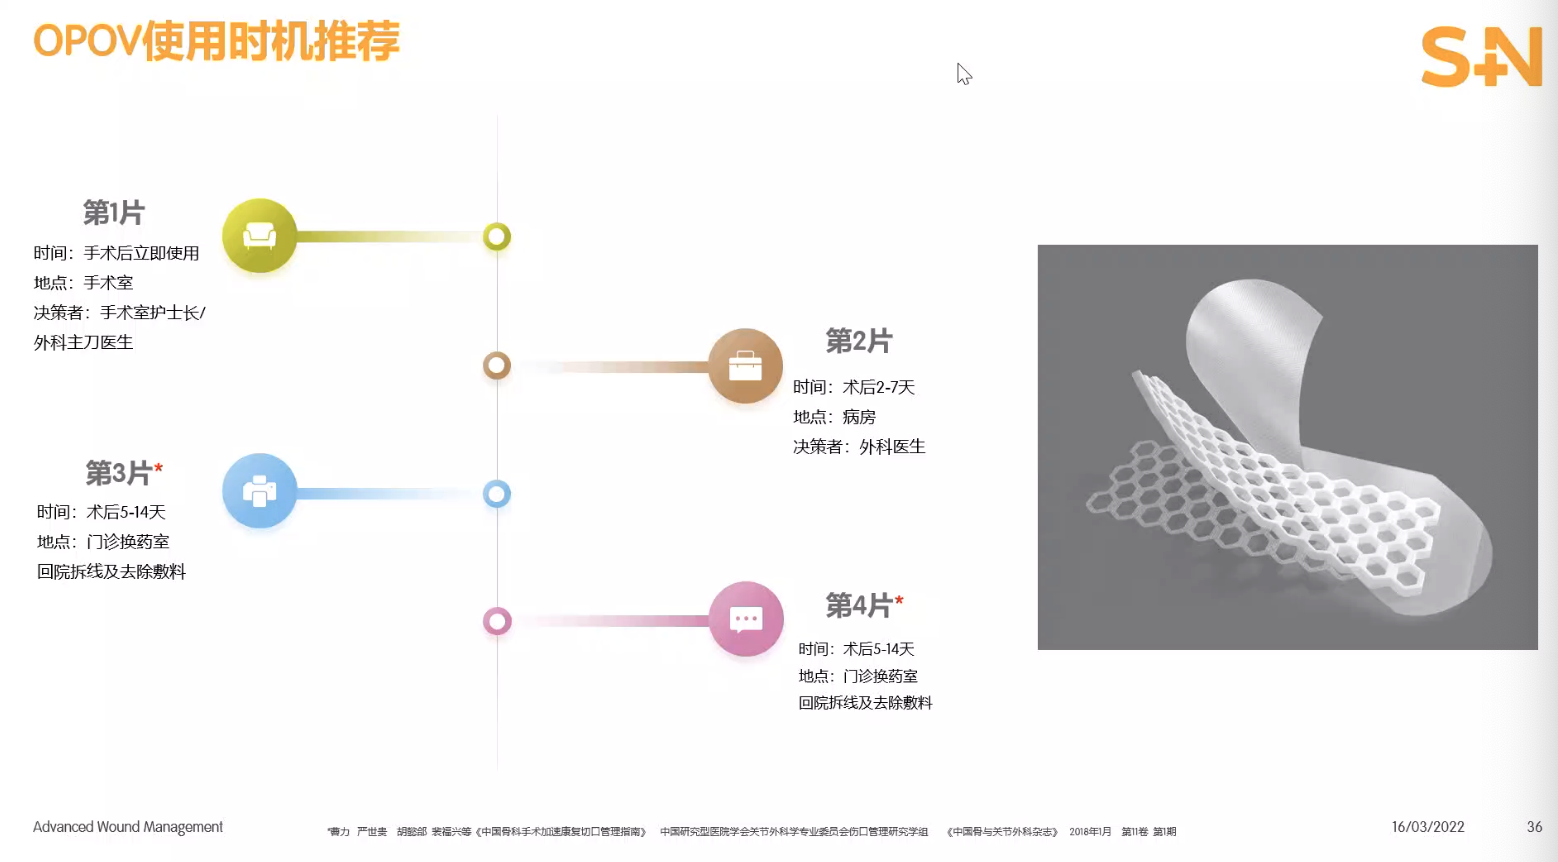 OPOV使用时机推荐
S+N
第1片
时间：手术后立即使用
地点：手术室
决策者：手术室护士长/
外科主刀医生
第2片
时间：术后2-7天
地点：病房
决策者：外科医生
第3片*
时间：术后5-14天
地点：门诊换药室
回院拆线及去除敷料
第4片*
时间：术后5-14天
地点：门诊换药室
回院拆线及去除敷料
Advanced Wound Management
*曹力 严世贵 胡懿郃 裴福兴等《中国骨科手术加速康复切口管理指南》 中国研究型医院学会关节外科学专业委员会伤口管理研究学组 《中国骨与关节外科杂志》 2018年1月 第11卷 第1期
16/03/2022
36